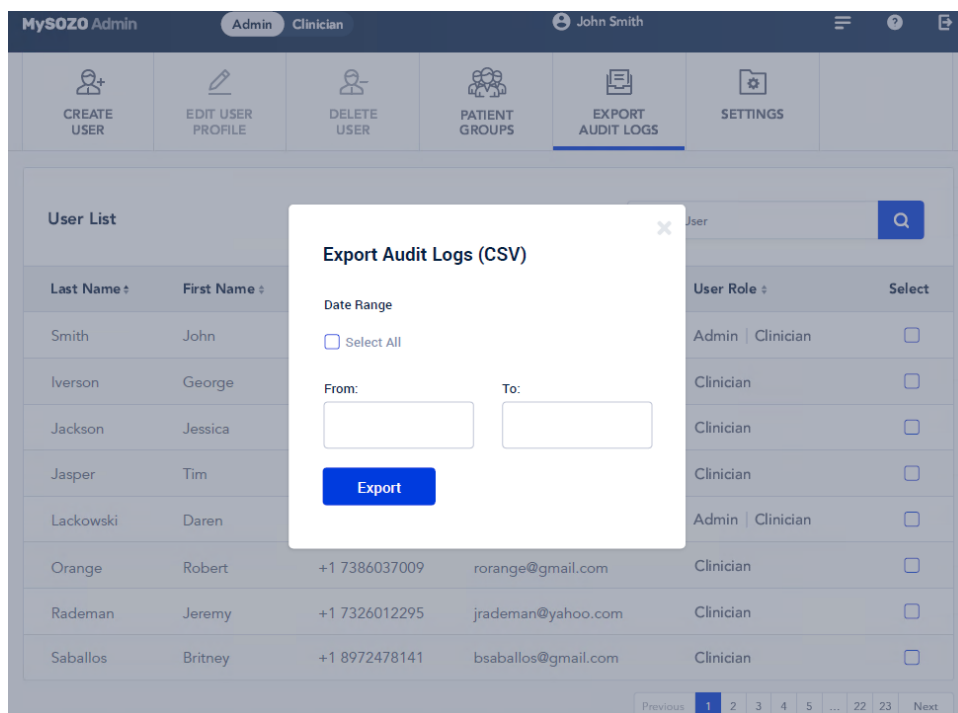 MySOZO Admin Admin Clinician John Smith ?
CREATE USER
EDIT USER PROFILE
DELETE USER
PATIENT GROUPS
EXPORT AUDIT LOGS
SETTINGS
User List
User
Export Audit Logs (CSV)
Date Range
Select All
From: To:
Export
Last Name First Name User Role Select
Smith John Admin | Clinician
Iverson George Clinician
Jackson Jessica Clinician
Jasper Tim Clinician
Lackowski Daren Admin | Clinician
Orange Robert +1 7386037009 rorange@gmail.com Clinician
Rademan Jeremy +1 7326012295 jrademan@yahoo.com Clinician
Saballos Britney +1 8972478141 bsaballos@gmail.com Clinician
Previous 1 2 3 4 5 ... 22 23 Next